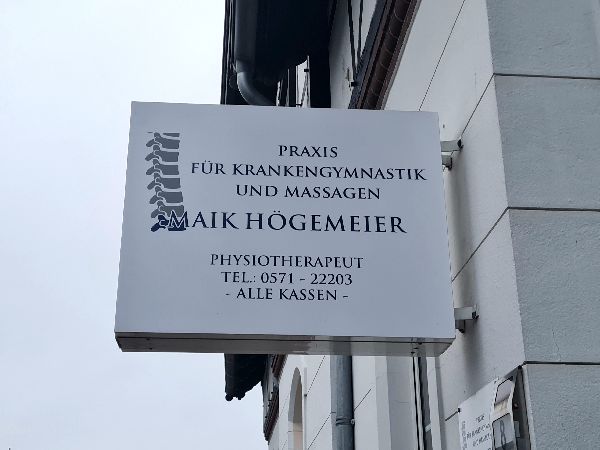 PRAXIS
FÜR KRANKENGYMNASTIK
UND MASSAGEN
MAIK HÖGEMEIER
PHYSIOTHERAPEUT
TEL.: 0571 - 22203
- ALLE KASSEN -